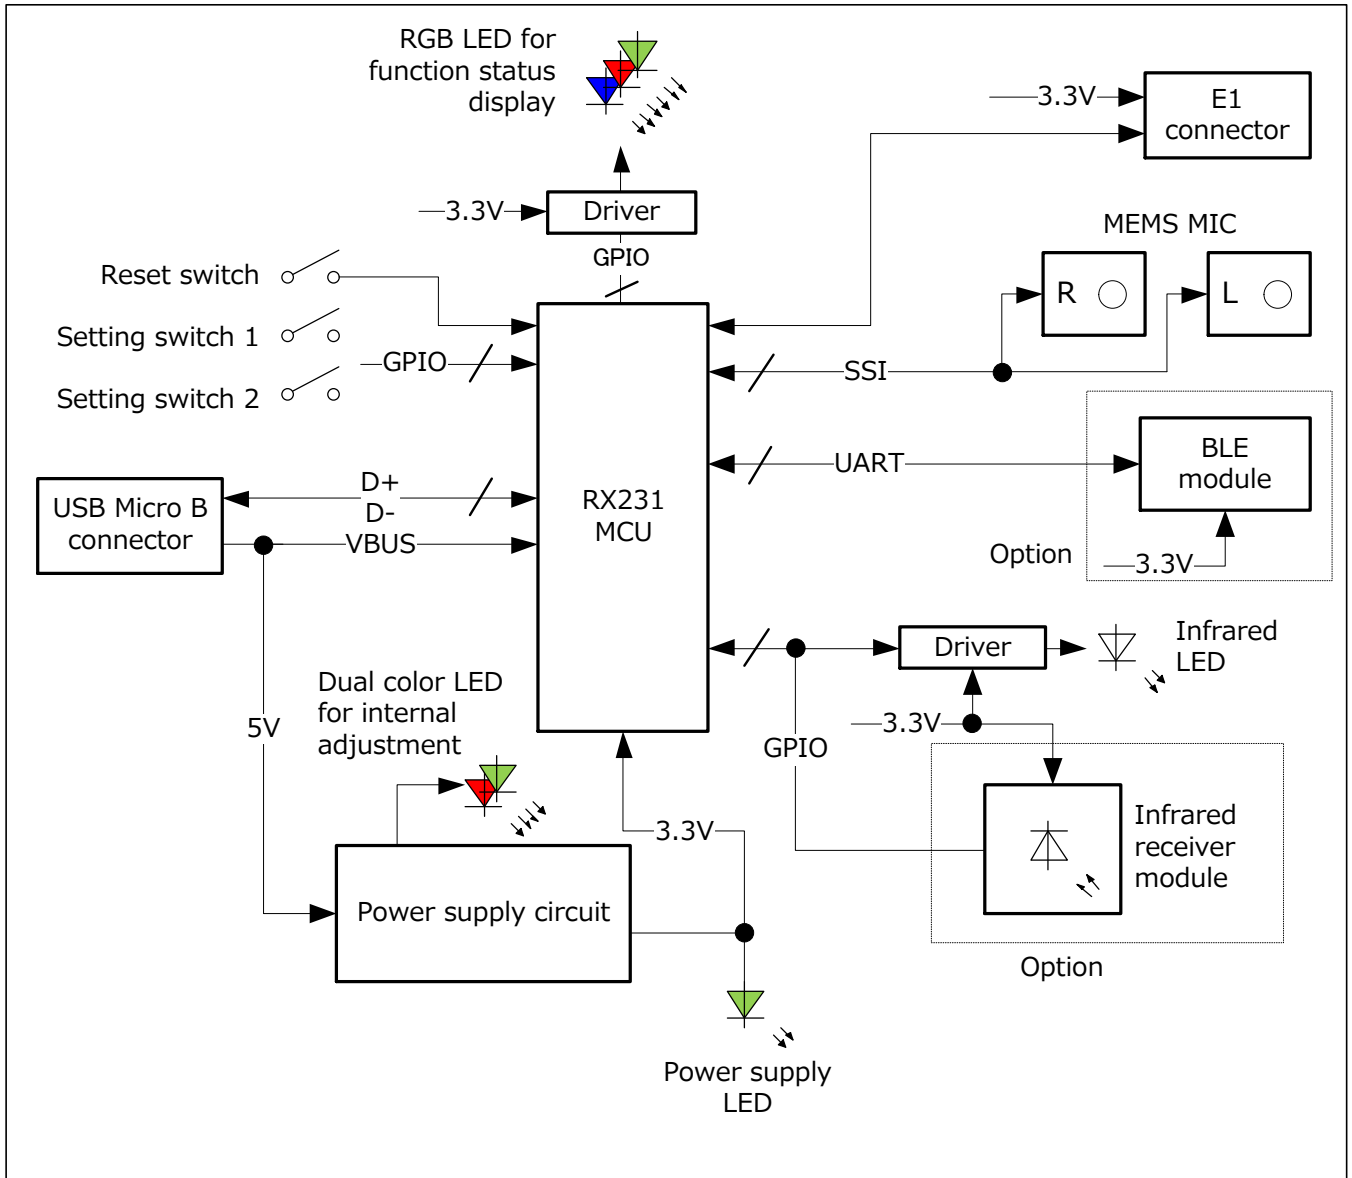 RGB LED for
function status
display
3.3V
E1
connector
3.3V
Driver
MEMS MIC
GPIO
Reset switch
R
L
Setting switch 1
GPIO
SSI
Setting switch 2
BLE
module
UART
D+
D-
USB Micro B
connector
RX231
MCU
VBUS
Option
3.3V
Driver
Infrared
LED
Dual color LED
for internal
adjustment
5V
3.3V
GPIO
3.3V
Infrared
receiver
module
Power supply circuit
Option
Power supply
LED